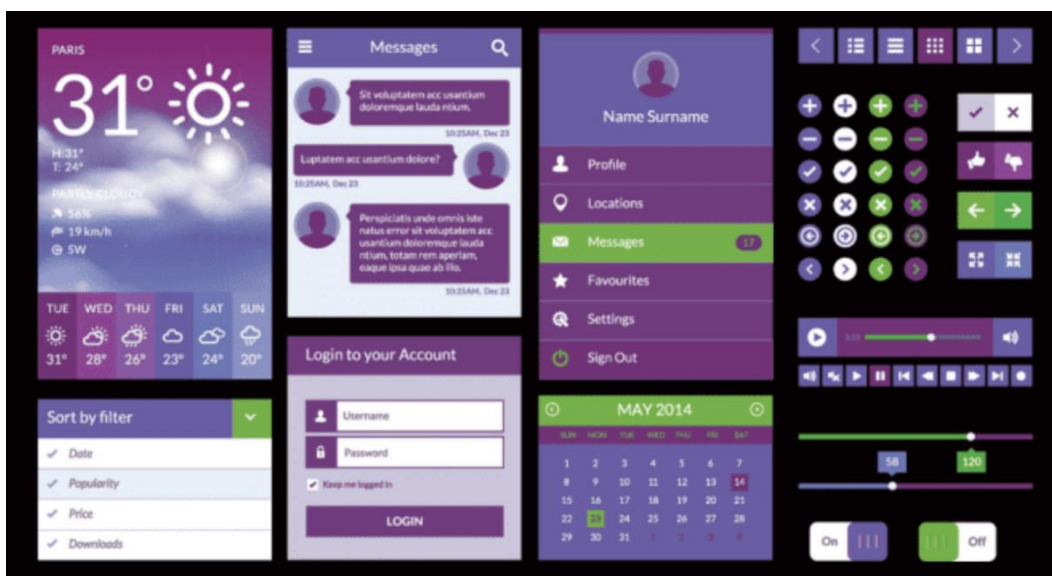 PARIS
31°
H:31°
T: 24°
PARTLY CLOUDY
56%
19 km/h
SW
TUE WED THU FRI SAT SUN
31° 28° 26° 23° 24° 20°
Sort by filter
Date
Popularity
Price
Downloads
Messages
Sit voluptatem acc usantium
doloremque lauda ntium.
10:25AM, Dec 23
Luptatem acc usantium dolore?
10:25AM, Dec 23
Perspiciatis unde omnis iste
natus error sit voluptatem acc
usantium doloremque lauda
ntium, totam rem aperiam,
eaque ipsa quae ab illo.
10:25AM, Dec 23
Login to your Account
Username
Password
Keep me logged in
LOGIN
Name Surname
Profile
Locations
Messages 17
Favourites
Settings
Sign Out
MAY 2014
SUN MON TUE WED THU FRI SAT
1 2 3 4 5 6 7
8 9 10 11 12 13 14
15 16 17 18 19 20 21
22 23 24 25 26 27 28
29 30 31 1 2 3 4
58
120
On
Off